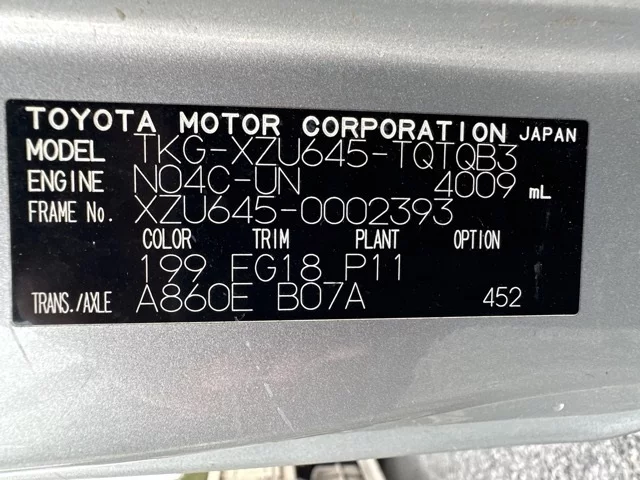 TOYOTA MOTOR CORPORATION JAPAN
MODEL TKG-XZU645-TQTQB3
ENGINE N04C-UN 4009 mL
FRAME No. XZU645-0002393
COLOR TRIM PLANT OPTION
199 FG18 P11
TRANS./AXLE A860E B07A 452